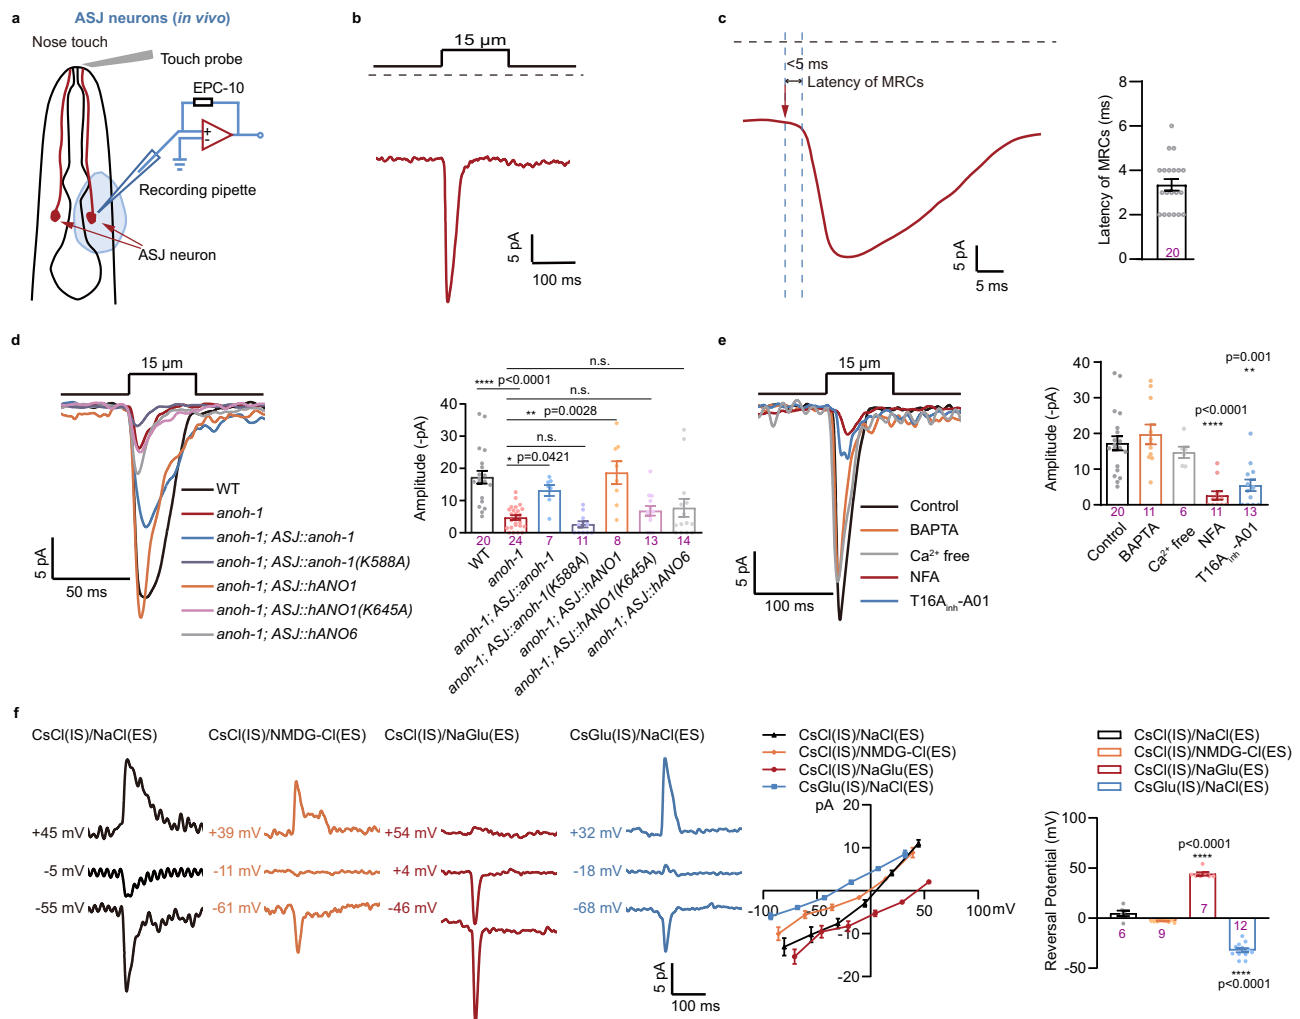 a
ASJ neurons (in vivo)
Nose touch
Touch probe
EPC-10
+
-
Recording pipette
ASJ neuron
b
15 µm
5 pA
100 ms
c
<5 ms
Latency of MRCs
5 pA
5 ms
Latency of MRCs (ms)
8
6
4
2
0
20
d
15 µm
WT
anoh-1
anoh-1; ASJ::anoh-1
anoh-1; ASJ::anoh-1(K588A)
anoh-1; ASJ::hANO1
anoh-1; ASJ::hANO1(K645A)
anoh-1; ASJ::hANO6
5 pA
50 ms
n.s.
**** p<0.0001
n.s.
** p=0.0028
n.s.
* p=0.0421
Amplitude (-pA)
40
30
20
10
0
20 24 7 11 8 13 14
WT
anoh-1
anoh-1; ASJ::anoh-1
anoh-1; ASJ::anoh-1(K588A)
anoh-1; ASJ::hANO1
anoh-1; ASJ::hANO1(K645A)
anoh-1; ASJ::hANO6
e
15 µm
Control
BAPTA
Ca²⁺ free
NFA
T16Ainh-A01
5 pA
100 ms
p=0.001
**
p<0.0001
****
Amplitude (-pA)
40
30
20
10
0
20 11 6 11 13
Control
BAPTA
Ca²⁺ free
NFA
T16Ainh-A01
f
CsCl(IS)/NaCl(ES)
CsCl(IS)/NMDG-Cl(ES)
CsCl(IS)/NaGlu(ES)
CsGlu(IS)/NaCl(ES)
+45 mV
-5 mV
-55 mV
+39 mV
-11 mV
-61 mV
+54 mV
+4 mV
-46 mV
+32 mV
-18 mV
-68 mV
5 pA
100 ms
CsCl(IS)/NaCl(ES)
CsCl(IS)/NMDG-Cl(ES)
CsCl(IS)/NaGlu(ES)
CsGlu(IS)/NaCl(ES)
pA
20
10
-10
-20
-100
-50
50
100
mV
CsCl(IS)/NaCl(ES)
CsCl(IS)/NMDG-Cl(ES)
CsCl(IS)/NaGlu(ES)
CsGlu(IS)/NaCl(ES)
Reversal Potential (mV)
100
50
0
-50
p<0.0001
****
6 9 7 12
****
p<0.0001